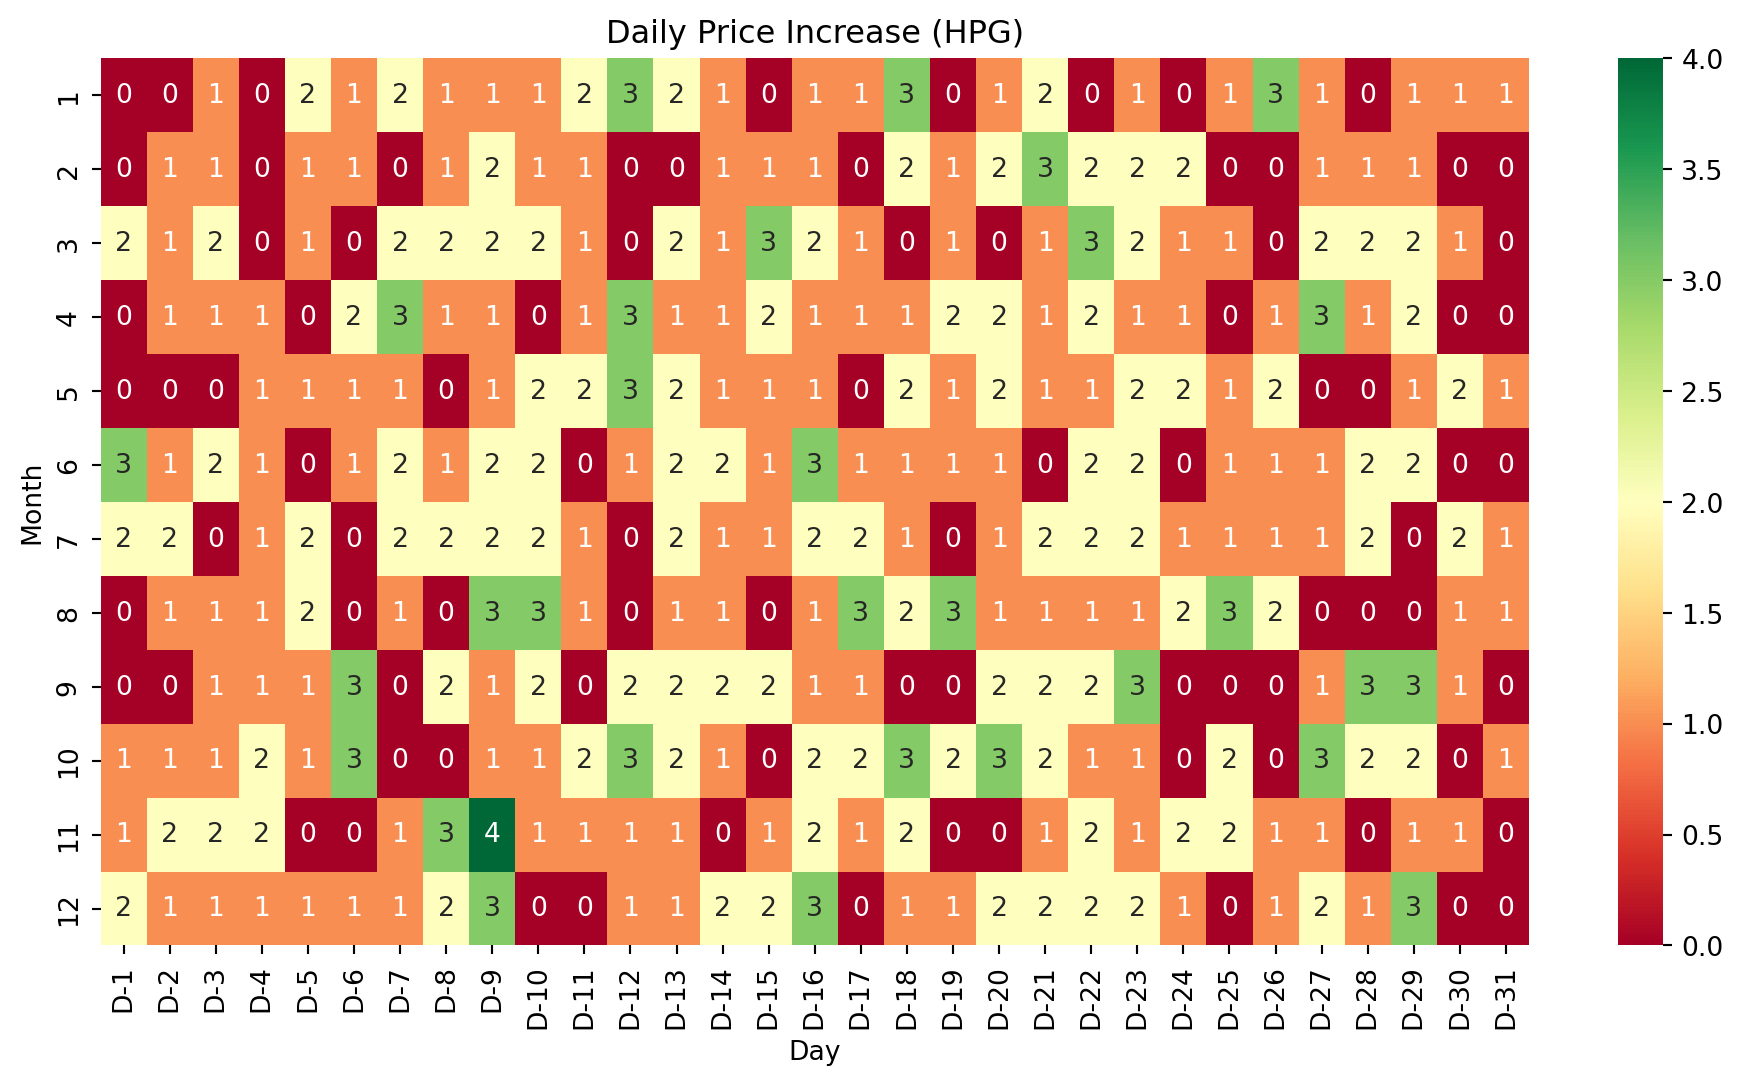 Daily Price Increase (HPG)
1 0 0 1 0 2 1 2 1 1 1 2 3 2 1 0 1 1 3 0 1 2 0 1 0 1 3 1 0 1 1 1
2 0 1 1 0 1 1 0 1 2 1 1 0 0 1 1 1 0 2 1 2 3 2 2 2 0 0 1 1 1 0 0
3 2 1 2 0 1 0 2 2 2 2 1 0 2 1 3 2 1 0 1 0 1 3 2 1 1 0 2 2 2 1 0
4 0 1 1 1 0 2 3 1 1 0 1 3 1 1 2 1 1 1 2 2 1 2 1 1 0 1 3 1 2 0 0
5 0 0 0 1 1 1 1 0 1 2 2 3 2 1 1 1 0 2 1 2 1 1 2 2 1 2 0 0 1 2 1
6 3 1 2 1 0 1 2 1 2 2 0 1 2 2 1 3 1 1 1 1 0 2 2 0 1 1 1 2 2 0 0
7 2 2 0 1 2 0 2 2 2 2 1 0 2 1 1 2 2 1 0 1 2 2 2 1 1 1 1 2 0 2 1
8 0 1 1 1 2 0 1 0 3 3 1 0 1 1 0 1 3 2 3 1 1 1 1 2 3 2 0 0 0 1 1
9 0 0 1 1 1 3 0 2 1 2 0 2 2 2 2 1 1 0 0 2 2 2 3 0 0 0 1 3 3 1 0
10 1 1 1 2 1 3 0 0 1 1 2 3 2 1 0 2 2 3 2 3 2 1 1 0 2 0 3 2 2 0 1
11 1 2 2 2 0 0 1 3 4 1 1 1 1 0 1 2 1 2 0 0 1 2 1 2 2 1 1 0 1 1 0
12 2 1 1 1 1 1 1 2 3 0 0 1 1 2 2 3 0 1 1 2 2 2 2 1 0 1 2 1 3 0 0
Month
D-1 D-2 D-3 D-4 D-5 D-6 D-7 D-8 D-9 D-10 D-11 D-12 D-13 D-14 D-15 D-16 D-17 D-18 D-19 D-20 D-21 D-22 D-23 D-24 D-25 D-26 D-27 D-28 D-29 D-30 D-31
Day
4.0
3.5
3.0
2.5
2.0
1.5
1.0
0.5
0.0